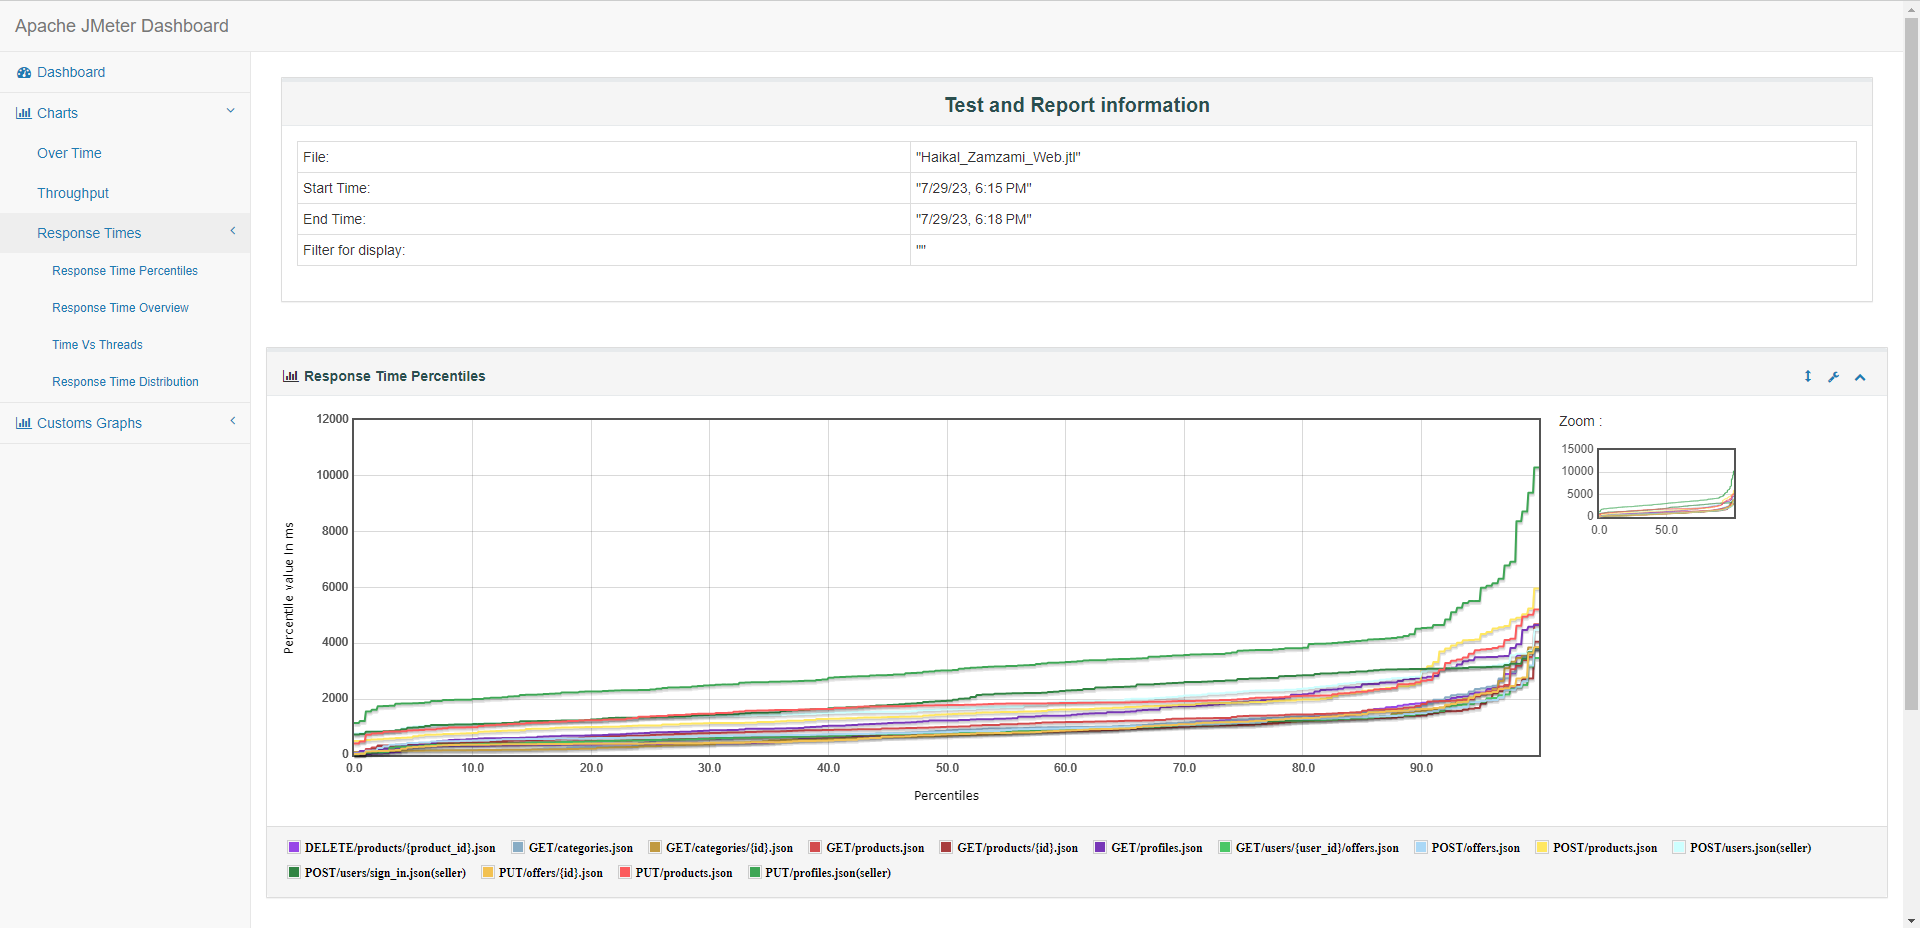 Apache JMeter Dashboard
Dashboard
Charts
Over Time
Throughput
Response Times
Response Time Percentiles
Response Time Overview
Time Vs Threads
Response Time Distribution
Customs Graphs
Test and Report information
File: "Haikal_Zamzami_Web.jtl"
Start Time: "7/29/23, 6:15 PM"
End Time: "7/29/23, 6:18 PM"
Filter for display: ""
Response Time Percentiles
12000
10000
8000
6000
4000
2000
0
Percentile value in ms
0.0 10.0 20.0 30.0 40.0 50.0 60.0 70.0 80.0 90.0
Percentiles
Zoom :
15000
10000
5000
0
0.0 50.0
DELETE/products/{product_id}.json GET/categories.json GET/categories/{id}.json GET/products.json GET/products/{id}.json GET/profiles.json GET/users/{user_id}/offers.json POST/offers.json POST/products.json POST/users.json(seller)
POST/users/sign_in.json(seller) PUT/offers/{id}.json PUT/products.json PUT/profiles.json(seller)